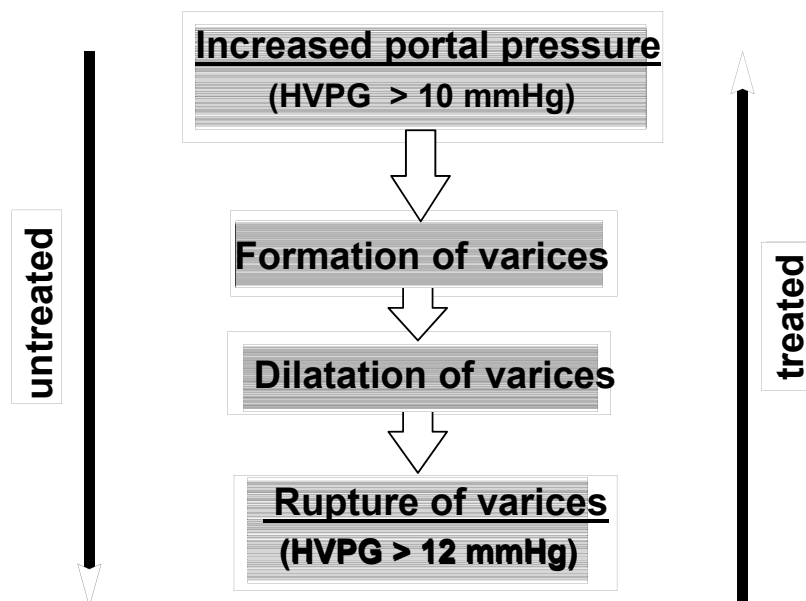 Increased portal pressure
(HVPG > 10 mmHg)
untreated
Formation of varices
treated
Dilatation of varices
Rupture of varices
(HVPG > 12 mmHg)